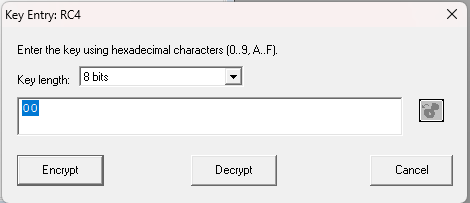 Key Entry: RC4
Enter the key using hexadecimal characters (0..9, A..F).
Key length: 8 bits
00
Encrypt Decrypt Cancel